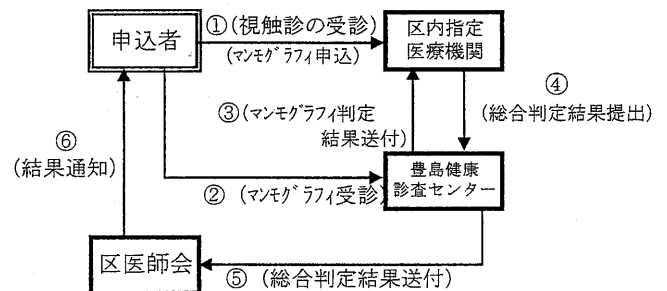 申込者
①(視触診の受診)
(ﾏﾝﾓｸﾞﾗﾌｨ申込)
区内指定
医療機関
④
(総合判定結果提出)
③(ﾏﾝﾓｸﾞﾗﾌｨ判定
結果送付)
⑥
(結果通知)
豊島健康
診査センター
② (ﾏﾝﾓｸﾞﾗﾌｨ受診)
区医師会
⑤ (総合判定結果送付)